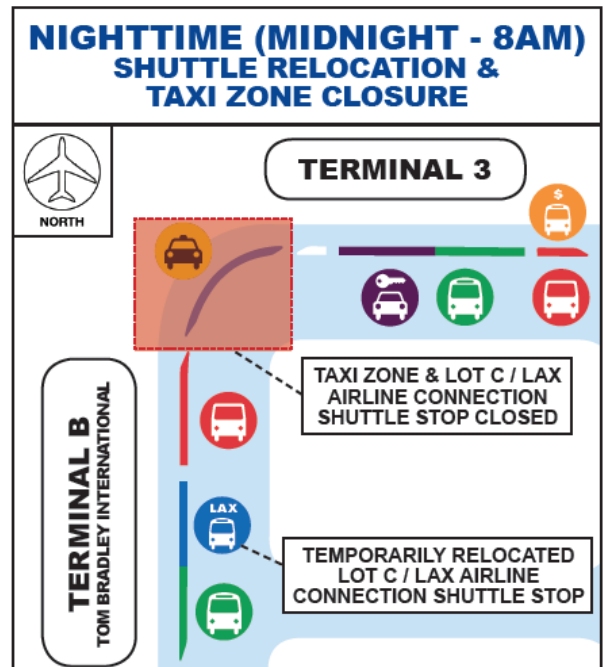 NIGHTTIME (MIDNIGHT - 8AM)
SHUTTLE RELOCATION &
TAXI ZONE CLOSURE
NORTH
TERMINAL 3
$
TAXI ZONE & LOT C / LAX
AIRLINE CONNECTION
SHUTTLE STOP CLOSED
TERMINAL B
TOM BRADLEY INTERNATIONAL
LAX
TEMPORARILY RELOCATED
LOT C / LAX AIRLINE
CONNECTION SHUTTLE STOP